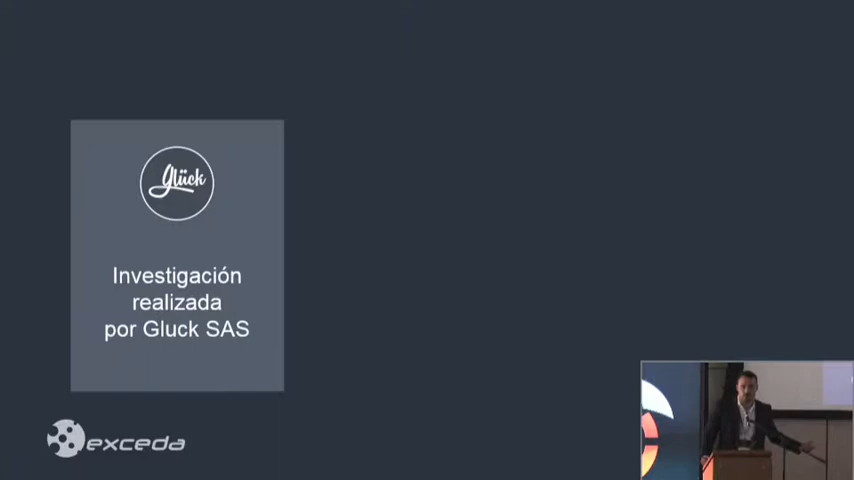 glück
Investigación
realizada
por Gluck SAS
exceda